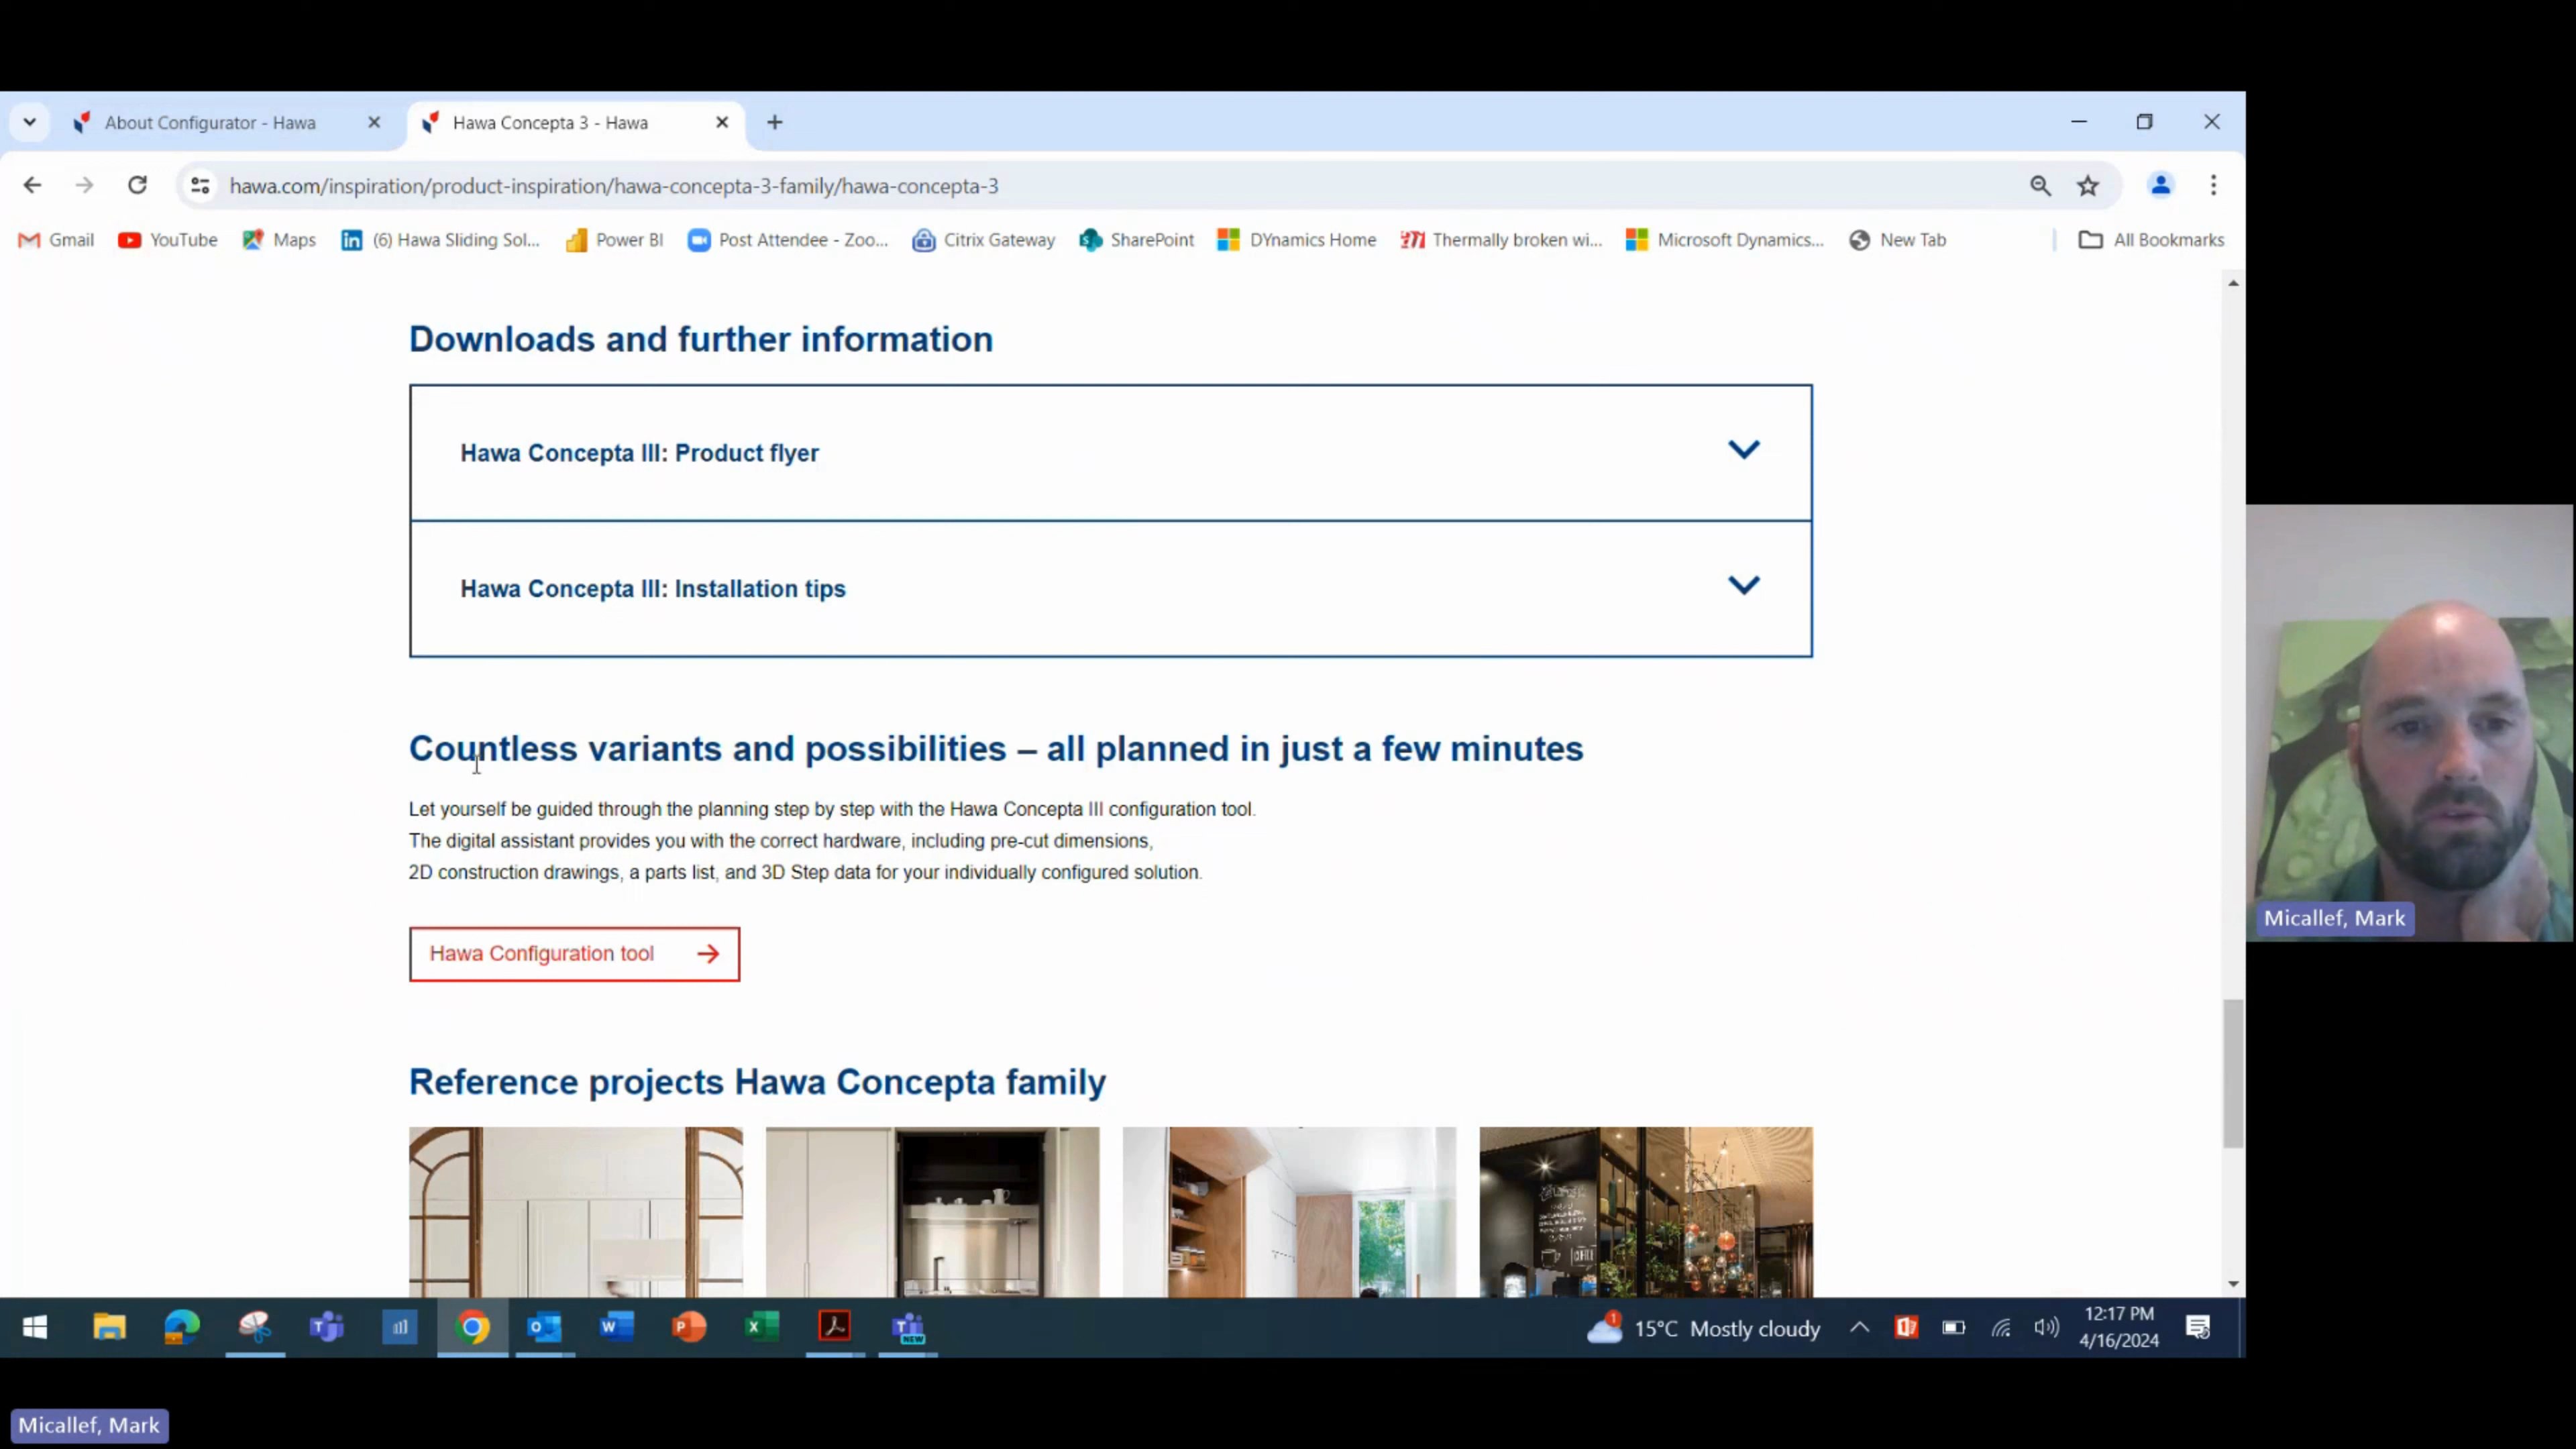 About Configurator - Hawa
Hawa Concepta 3 - Hawa
hawa.com/inspiration/product-inspiration/hawa-concepta-3-family/hawa-concepta-3
Gmail
YouTube
Maps
(6) Hawa Sliding Sol...
Power BI
Post Attendee - Zoo...
Citrix Gateway
SharePoint
DYnamics Home
Thermally broken wi...
Microsoft Dynamics...
New Tab
All Bookmarks
Downloads and further information
Hawa Concepta III: Product flyer
Hawa Concepta III: Installation tips
Countless variants and possibilities – all planned in just a few minutes
Let yourself be guided through the planning step by step with the Hawa Concepta III configuration tool.
The digital assistant provides you with the correct hardware, including pre-cut dimensions,
2D construction drawings, a parts list, and 3D Step data for your individually configured solution.
Hawa Configuration tool
Reference projects Hawa Concepta family
Micallef, Mark
15°C Mostly cloudy
12:17 PM
4/16/2024
Micallef, Mark